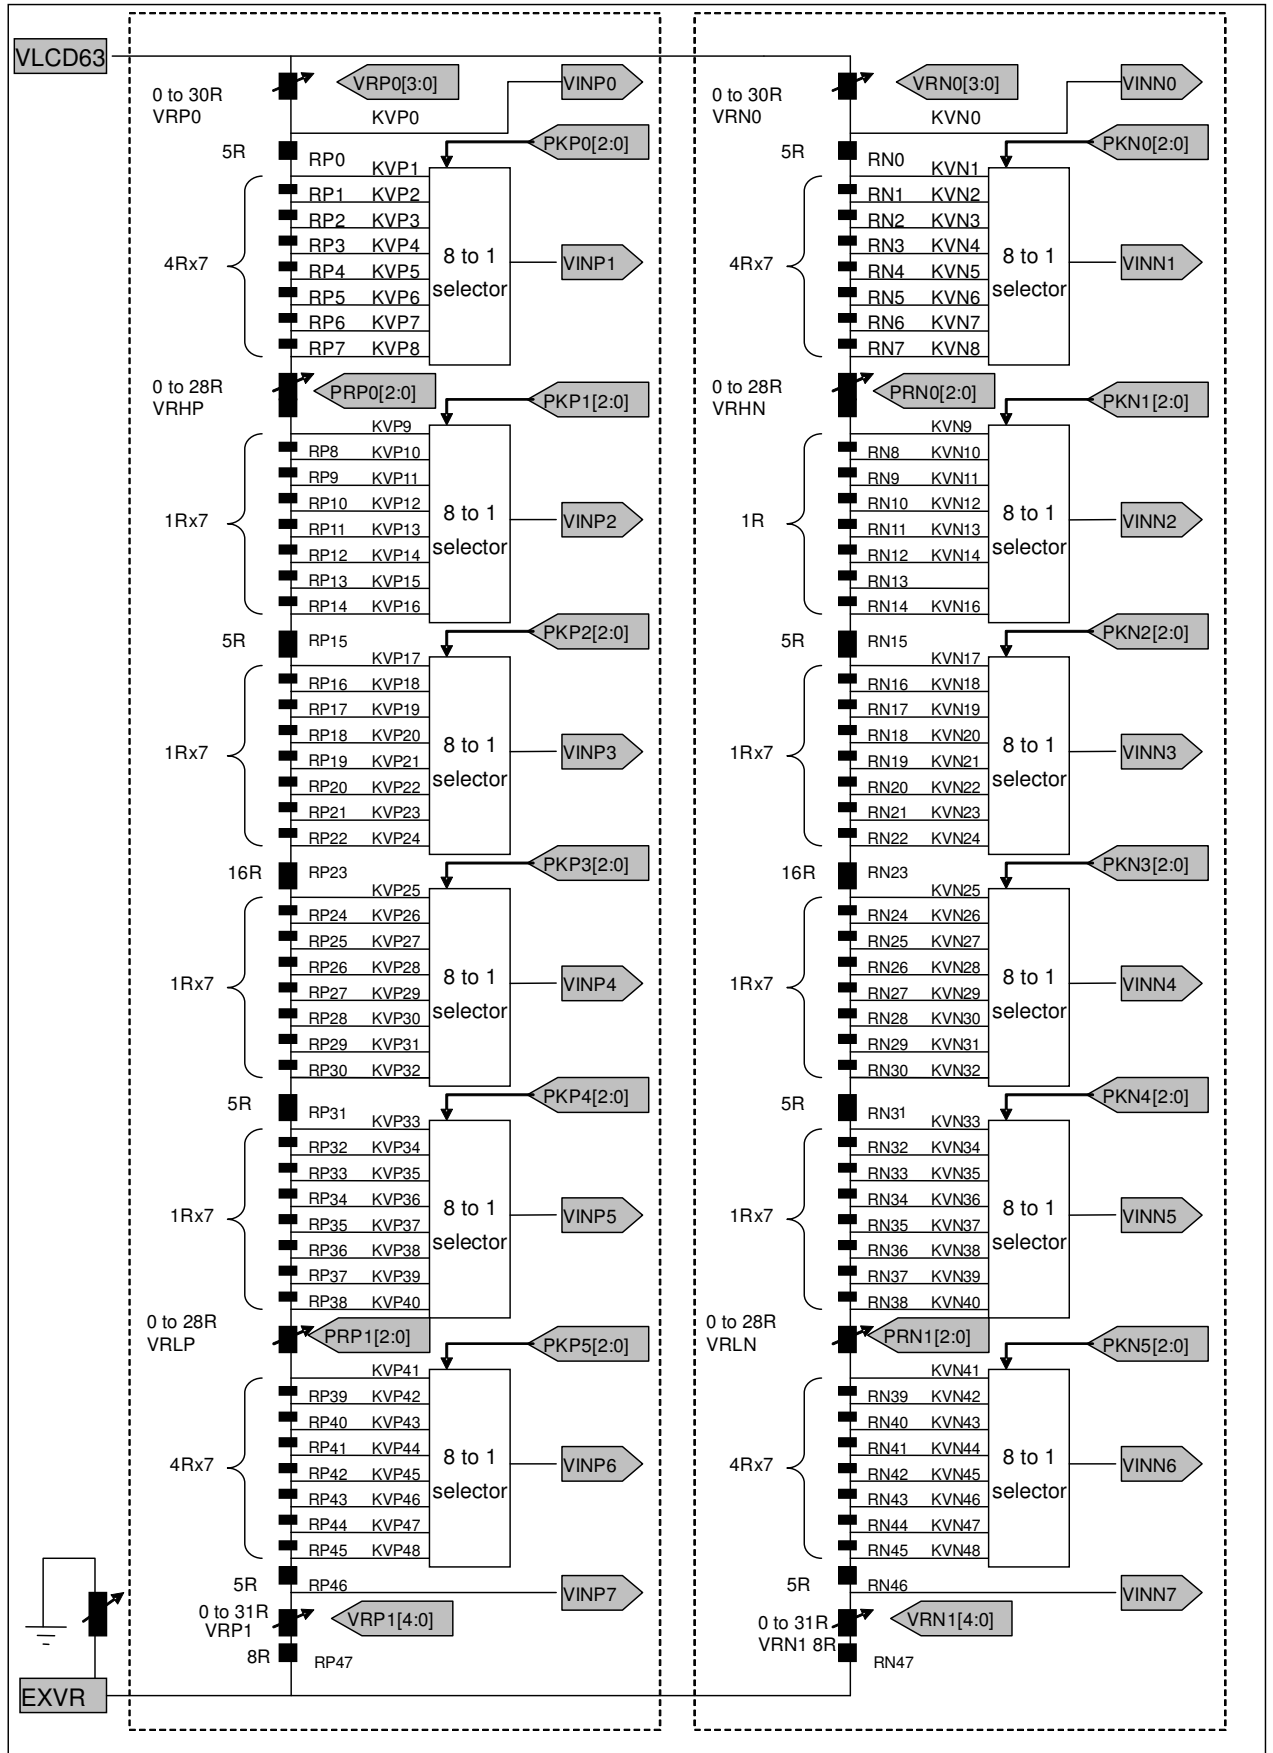 VLCD63
0 to 30R
VRP0
VRP0[3:0]
KVP0
VINP0
5R
RP0
KVP1
PKP0[2:0]
4Rx7
RP1 KVP2
RP2 KVP3
RP3 KVP4
RP4 KVP5
RP5 KVP6
RP6 KVP7
RP7 KVP8
8 to 1
selector
VINP1
0 to 28R
VRHP
PRP0[2:0]
PKP1[2:0]
KVP9
1Rx7
RP8 KVP10
RP9 KVP11
RP10 KVP12
RP11 KVP13
RP12 KVP14
RP13 KVP15
RP14 KVP16
8 to 1
selector
VINP2
5R
RP15
PKP2[2:0]
KVP17
1Rx7
RP16 KVP18
RP17 KVP19
RP18 KVP20
RP19 KVP21
RP20 KVP22
RP21 KVP23
RP22 KVP24
8 to 1
selector
VINP3
16R
RP23
PKP3[2:0]
KVP25
1Rx7
RP24 KVP26
RP25 KVP27
RP26 KVP28
RP27 KVP29
RP28 KVP30
RP29 KVP31
RP30 KVP32
8 to 1
selector
VINP4
5R
RP31
PKP4[2:0]
KVP33
1Rx7
RP32 KVP34
RP33 KVP35
RP34 KVP36
RP35 KVP37
RP36 KVP38
RP37 KVP39
RP38 KVP40
8 to 1
selector
VINP5
0 to 28R
VRLP
PRP1[2:0]
PKP5[2:0]
KVP41
4Rx7
RP39 KVP42
RP40 KVP43
RP41 KVP44
RP42 KVP45
RP43 KVP46
RP44 KVP47
RP45 KVP48
8 to 1
selector
VINP6
5R
RP46
VINP7
0 to 31R
VRP1
VRP1[4:0]
8R
RP47
EXVR
0 to 30R
VRN0
VRN0[3:0]
KVN0
VINN0
5R
RN0
KVN1
PKN0[2:0]
4Rx7
RN1 KVN2
RN2 KVN3
RN3 KVN4
RN4 KVN5
RN5 KVN6
RN6 KVN7
RN7 KVN8
8 to 1
selector
VINN1
0 to 28R
VRHN
PRN0[2:0]
PKN1[2:0]
KVN9
1R
RN8 KVN10
RN9 KVN11
RN10 KVN12
RN11 KVN13
RN12 KVN14
RN13
RN14 KVN16
8 to 1
selector
VINN2
5R
RN15
PKN2[2:0]
KVN17
1Rx7
RN16 KVN18
RN17 KVN19
RN18 KVN20
RN19 KVN21
RN20 KVN22
RN21 KVN23
RN22 KVN24
8 to 1
selector
VINN3
16R
RN23
PKN3[2:0]
KVN25
1Rx7
RN24 KVN26
RN25 KVN27
RN26 KVN28
RN27 KVN29
RN28 KVN30
RN29 KVN31
RN30 KVN32
8 to 1
selector
VINN4
5R
RN31
PKN4[2:0]
KVN33
1Rx7
RN32 KVN34
RN33 KVN35
RN34 KVN36
RN35 KVN37
RN36 KVN38
RN37 KVN39
RN38 KVN40
8 to 1
selector
VINN5
0 to 28R
VRLN
PRN1[2:0]
PKN5[2:0]
KVN41
4Rx7
RN39 KVN42
RN40 KVN43
RN41 KVN44
RN42 KVN45
RN43 KVN46
RN44 KVN47
RN45 KVN48
8 to 1
selector
VINN6
5R
RN46
VINN7
0 to 31R
VRN1 8R
VRN1[4:0]
RN47